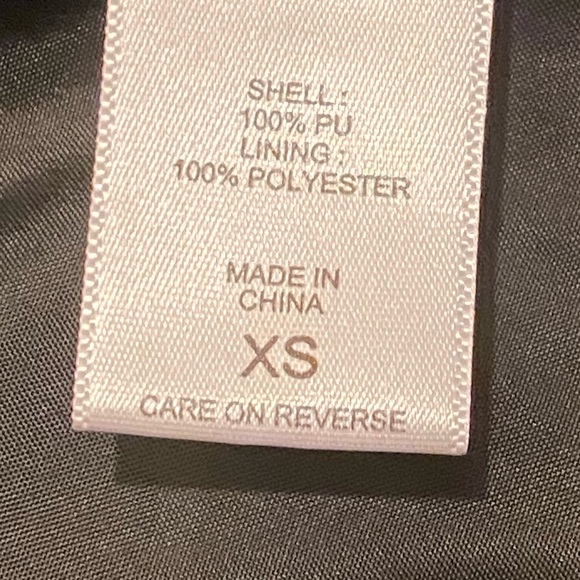 SHELL :
100% PU
LINING :
100% POLYESTER
MADE IN
CHINA
XS
CARE ON REVERSE